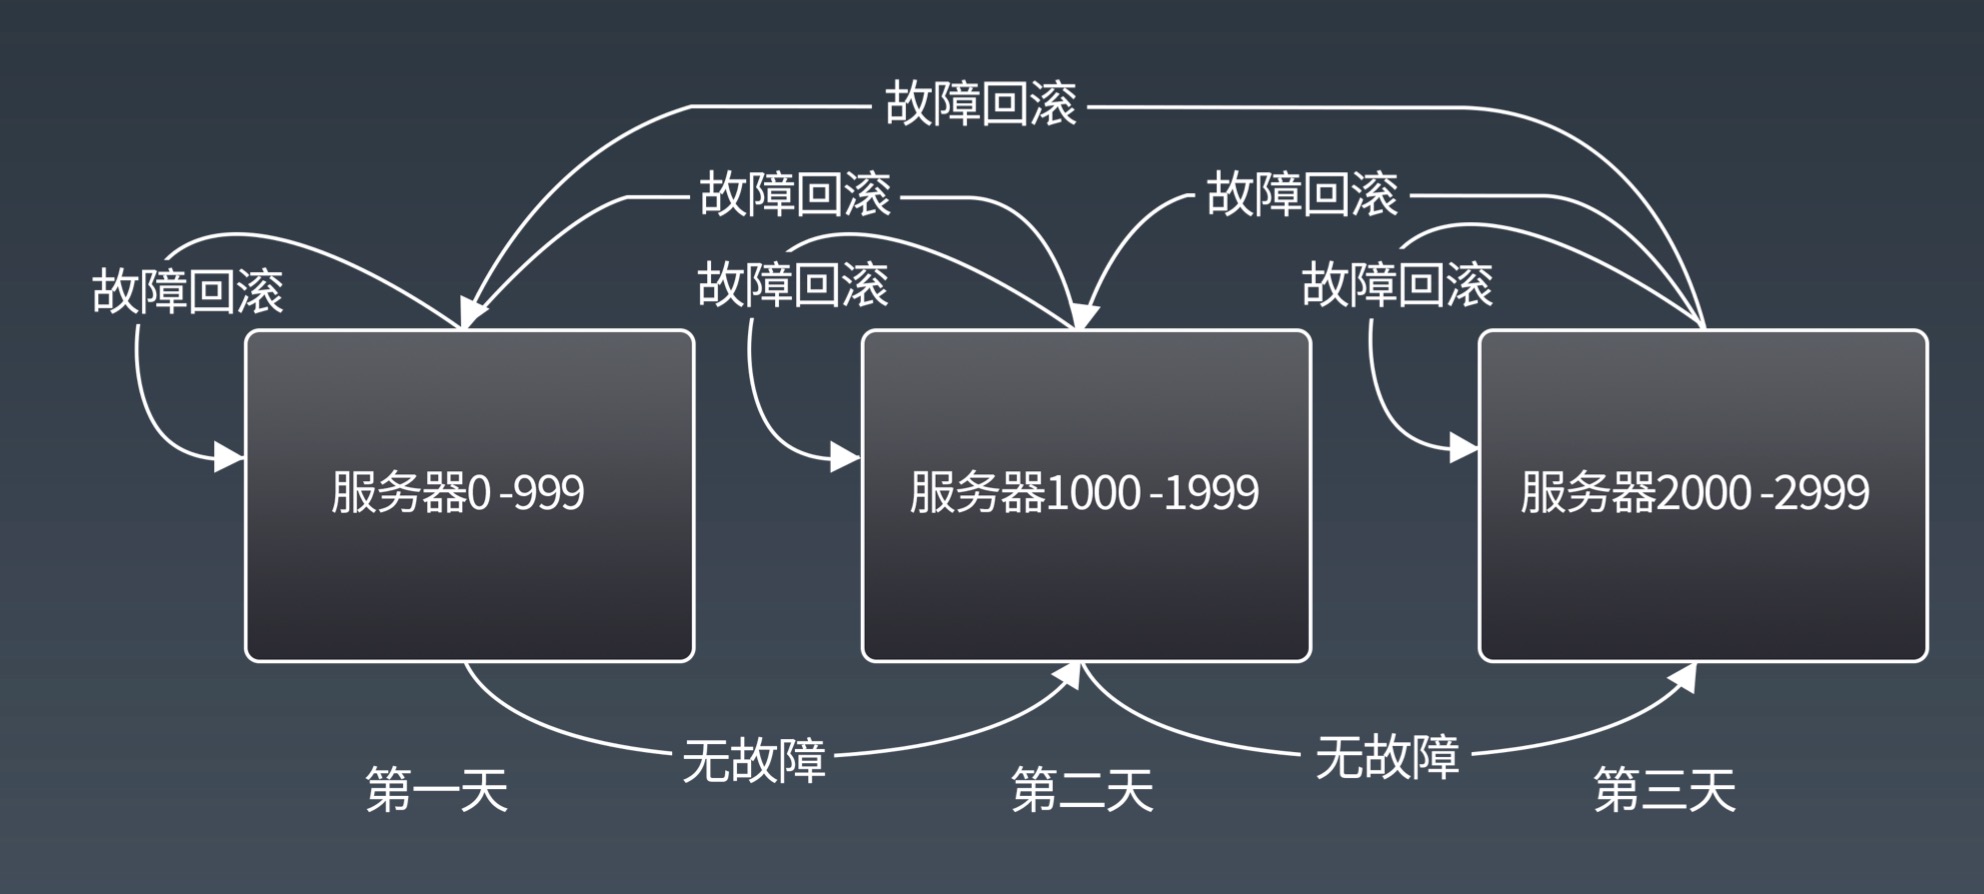 故障回滚
故障回滚
故障回滚
故障回滚
故障回滚
故障回滚
服务器0 -999
服务器1000 -1999
服务器2000 -2999
无故障
无故障
第一天
第二天
第三天